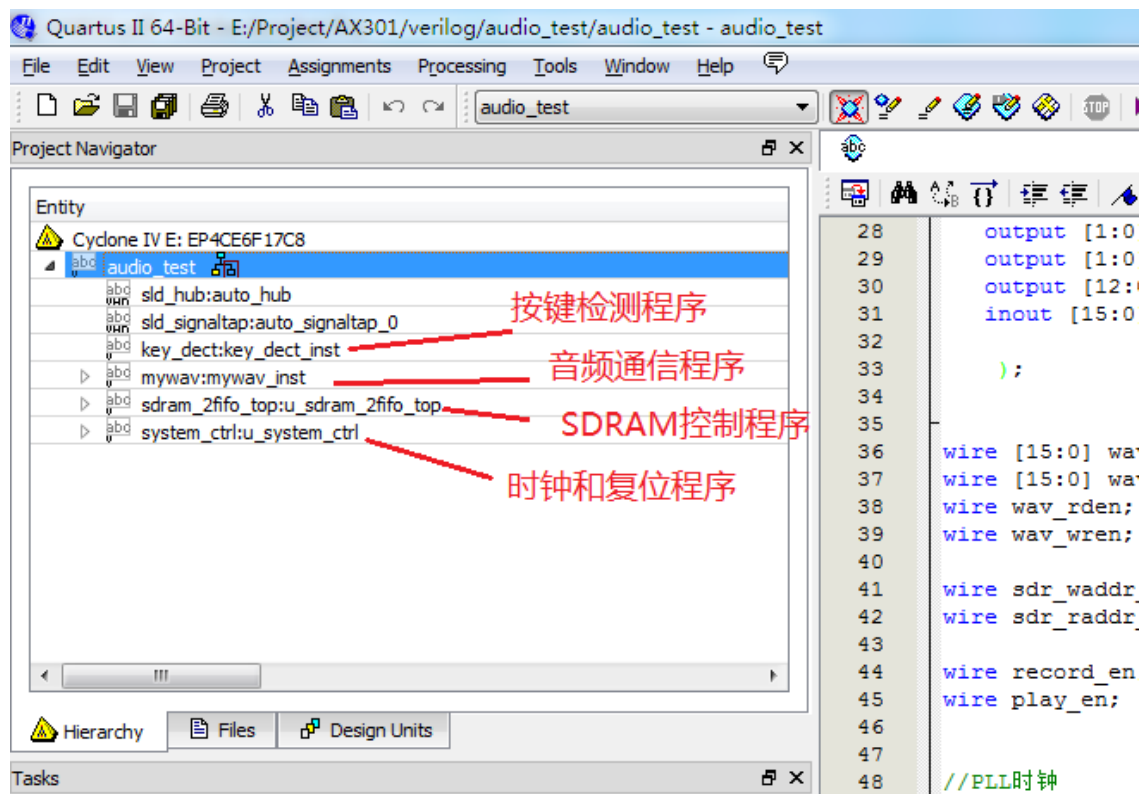 Quartus II 64-Bit - E:/Project/AX301/verilog/audio_test/audio_test - audio_test
File Edit View Project Assignments Processing Tools Window Help
audio_test
STOP
Project Navigator
abc
Entity
Cyclone IV E: EP4CE6F17C8
audio_test
sld_hub:auto_hub
sld_signaltap:auto_signaltap_0
key_dect:key_dect_inst
mywav:mywav_inst
sdram_2fifo_top:u_sdram_2fifo_top
system_ctrl:u_system_ctrl
按键检测程序
音频通信程序
SDRAM控制程序
时钟和复位程序
Hierarchy Files Design Units
Tasks
28 output [1:0
29 output [1:0
30 output [12:
31 inout [15:0
32
33 );
34
35
36 wire [15:0] wav
37 wire [15:0] wav
38 wire wav_rden;
39 wire wav_wren;
40
41 wire sdr_waddr_
42 wire sdr_raddr_
43
44 wire record_en
45 wire play_en;
46
47
48 //PLL时钟